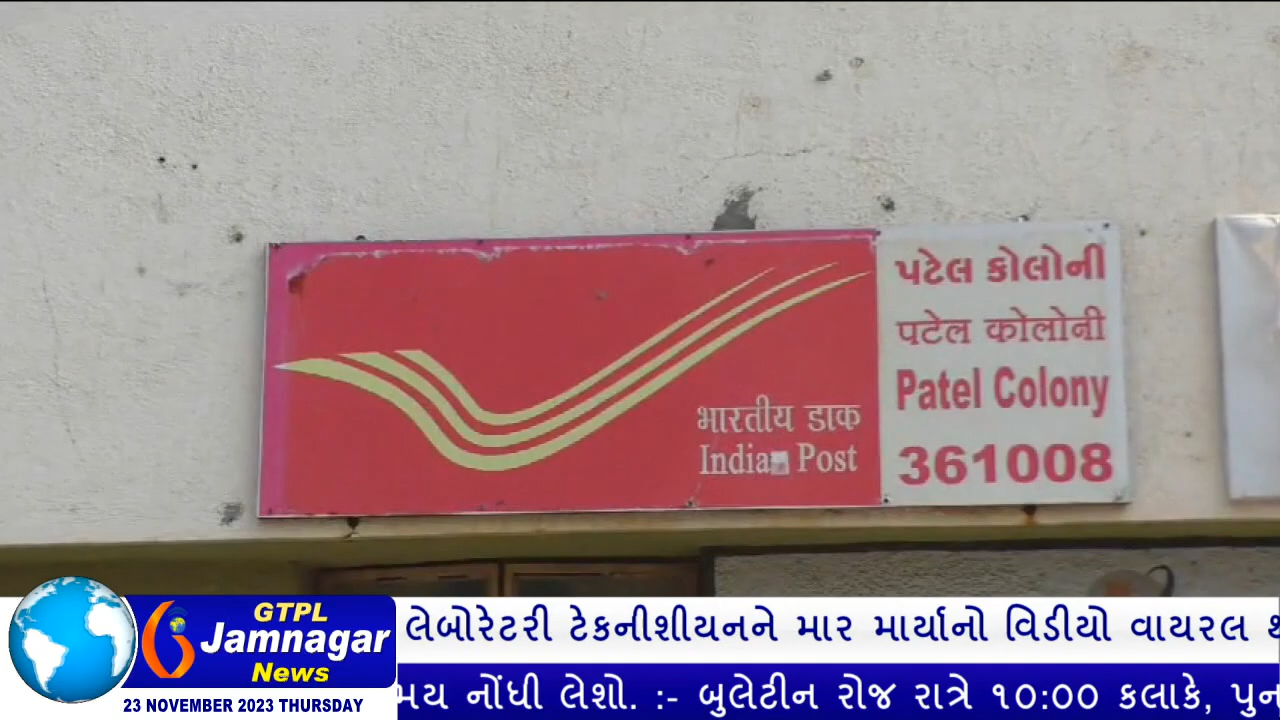 પટેલ કોલોની
પટેલ કોલોની
Patel Colony
361008
भारतीय डाक
India Post
GTPL
Jamnagar
News
23 NOVEMBER 2023 THURSDAY
લેબોરેટરી ટેકનીશીયનને માર માર્યાનો વિડીયો વાયરલ
નોંધી લેશો. :- બુલેટીન રોજ રાત્રે ૧૦:૦૦ કલાકે,